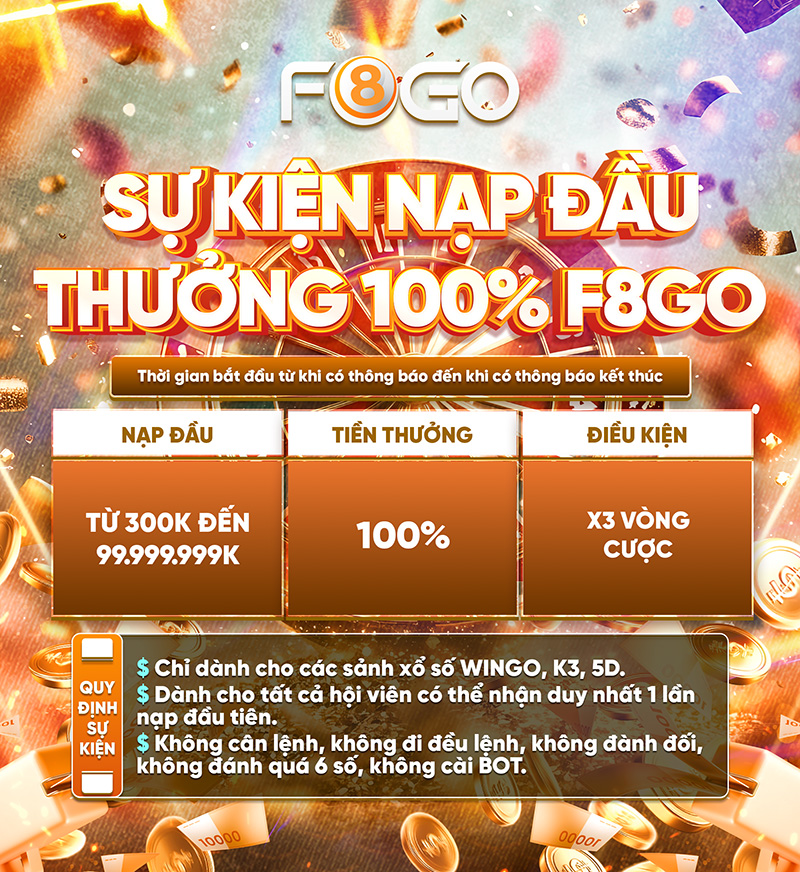 F8GO
SỰ KIỆN NẠP ĐẦU
THƯỞNG 100% F8GO
Thời gian bắt đầu từ khi có thông báo đến khi có thông báo kết thúc
NẠP ĐẦU
TIỀN THƯỞNG
ĐIỀU KIỆN
TỪ 300K ĐẾN
99.999.999K
100%
X3 VÒNG
CƯỢC
QUY
ĐỊNH
SỰ
KIỆN
$ Chỉ dành cho các sảnh xổ số WINGO, K3, 5D.
$ Dành cho tất cả hội viên có thể nhận duy nhất 1 lần
nạp đầu tiên.
$ Không cân lệnh, không đi đều lệnh, không đành đối,
không đánh quá 6 số, không cài BOT.
10000
10000